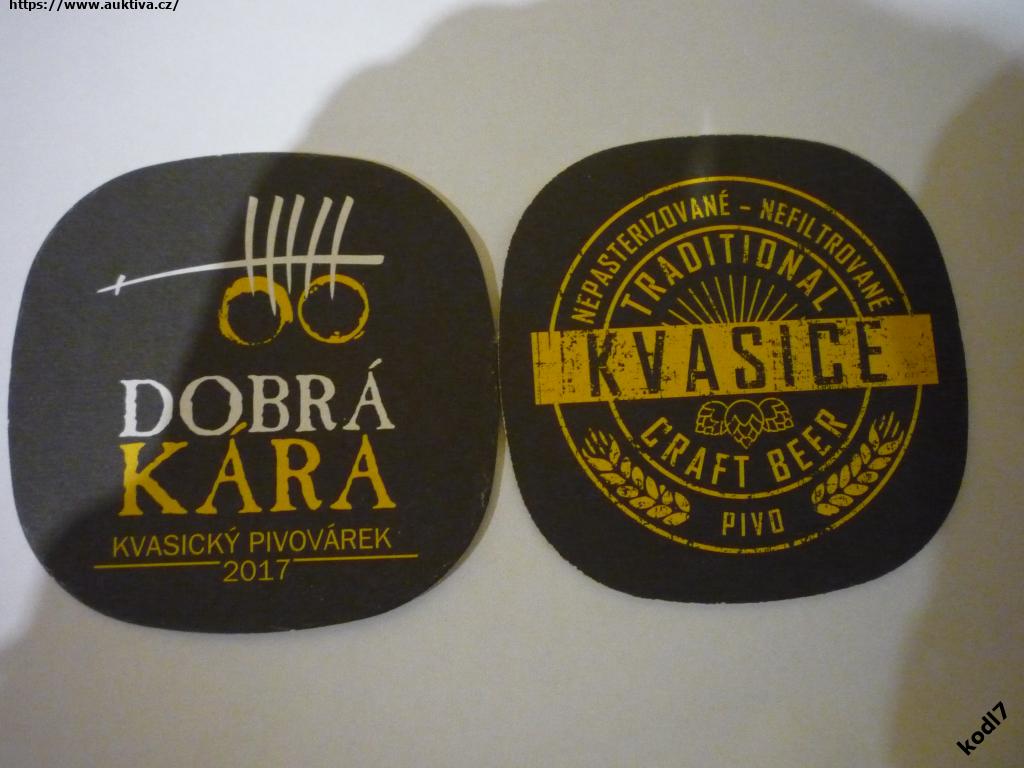 https://www.auktiva.cz/
DOBRÁ
KÁRA
KVASICKÝ PIVOVÁREK
2017
NEPASTERIZOVANÉ - NEFILTROVANÉ
TRADITIONAL
KVASICE
CRAFT BEER
PIVO
kodl7